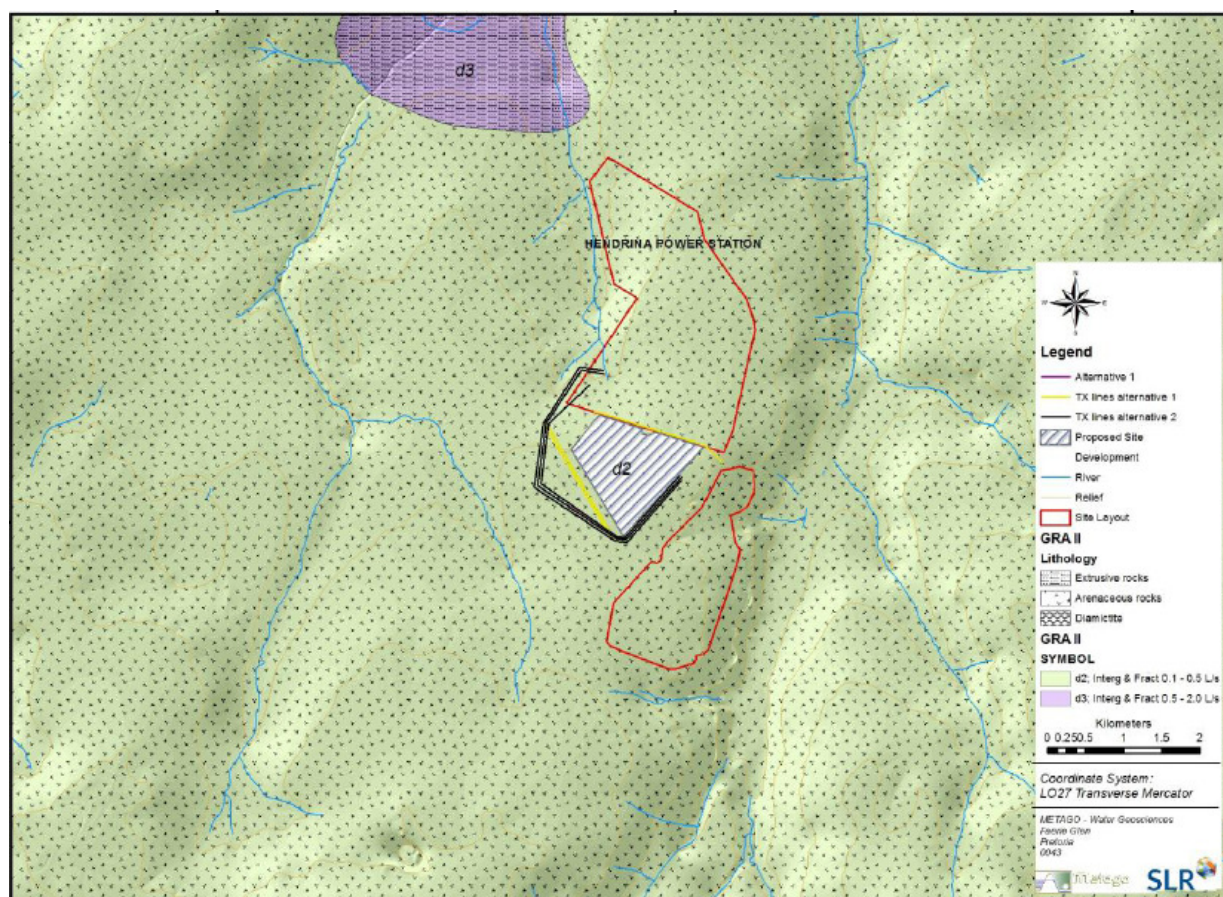 d3
HENDRINA POWER STATION
d2
N
W
E
S
Legend
Alternative 1
TX lines alternative 1
TX lines alternative 2
Proposed Site
Development
River
Relief
Site Layout
GRA II
Lithology
Extrusive rocks
Arenaceous rocks
Diamictite
GRA II
SYMBOL
d2; Interg & Fract 0.1 - 0.5 L/s
d3; Interg & Fract 0.5 - 2.0 L/s
Kilometers
0 0.250.5 1 1.5 2
Coordinate System:
LO27 Transverse Mercator
METAGO - Water Geosciences
Faerie Glen
Pretoria
0043
Metago SLR